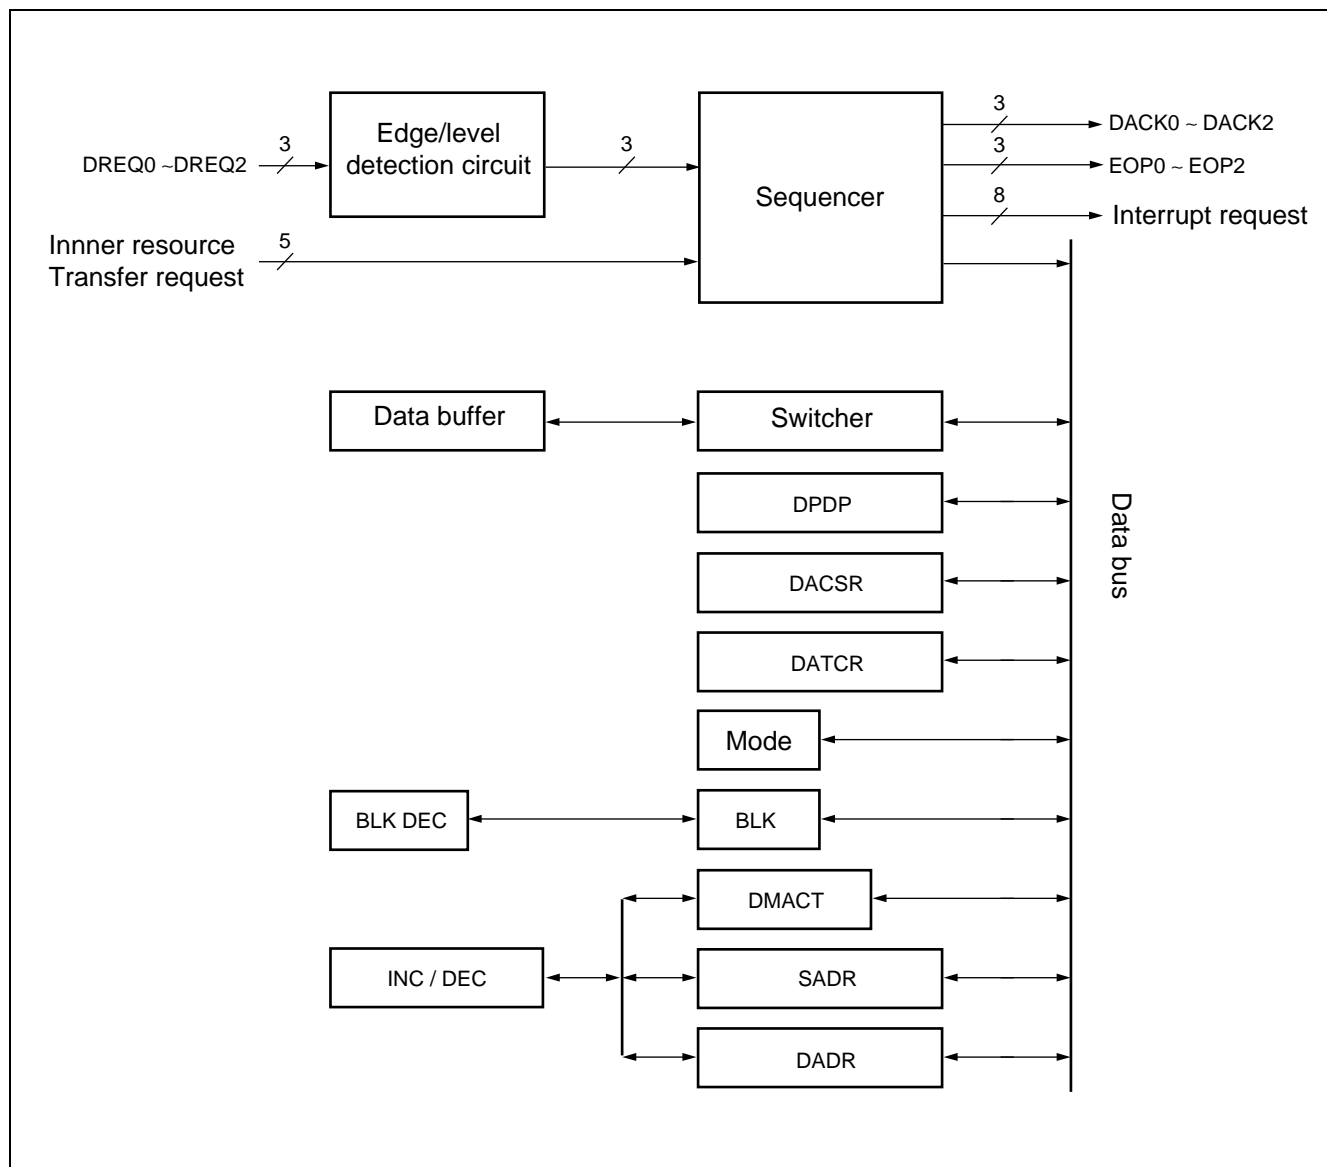 Edge/level
detection circuit
DREQ0 ~DREQ2
3
3
Sequencer
3
DACK0 ~ DACK2
3
EOP0 ~ EOP2
8
Interrupt request
Innner resource
Transfer request
5
Data buffer
Switcher
DPDP
Data bus
DACSR
DATCR
Mode
BLK DEC
BLK
DMACT
INC / DEC
SADR
DADR